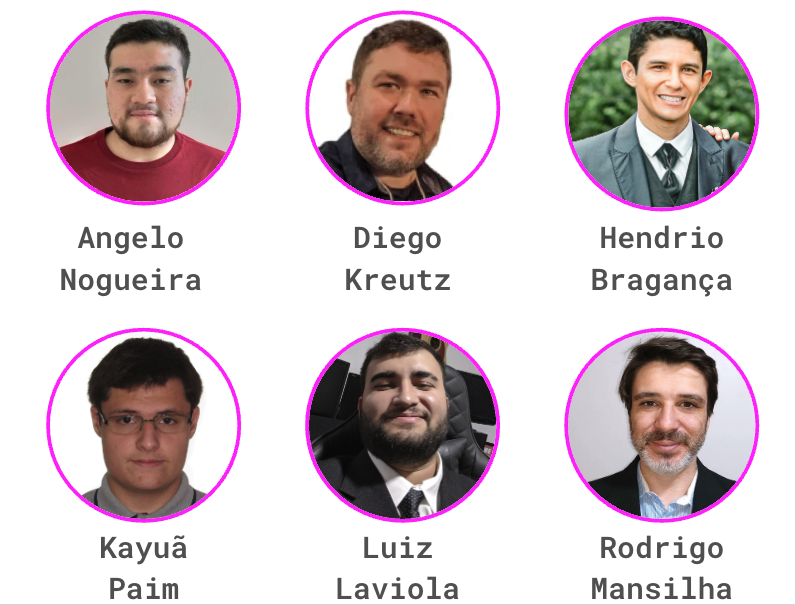 Angelo
Nogueira
Diego
Kreutz
Hendrio
Bragança
Kayuã
Paim
Luiz
Laviola
Rodrigo
Mansilha